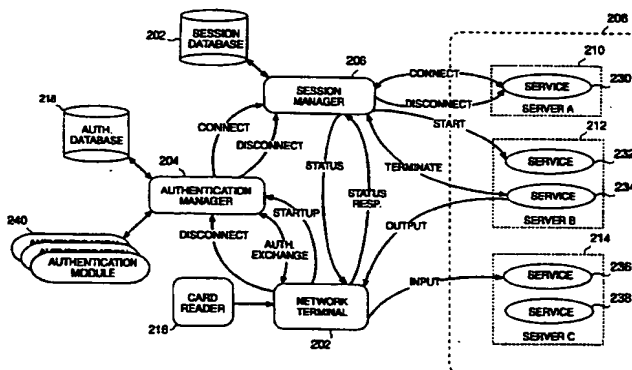 202
SESSION
DATABASE
206
SESSION
MANAGER
208
210
CONNECT
DISCONNECT
SERVICE
230
SERVER A
218
AUTH.
DATABASE
CONNECT
DISCONNECT
START
212
SERVICE
232
204
AUTHENTICATION
MANAGER
STATUS
STATUS
RESP.
TERMINATE
SERVICE
234
SERVER B
240
AUTHENTICATION
MODULE
DISCONNECT
STARTUP
AUTH.
EXCHANGE
OUTPUT
214
CARD
READER
216
NETWORK
TERMINAL
202
INPUT
SERVICE
236
SERVICE
238
SERVER C